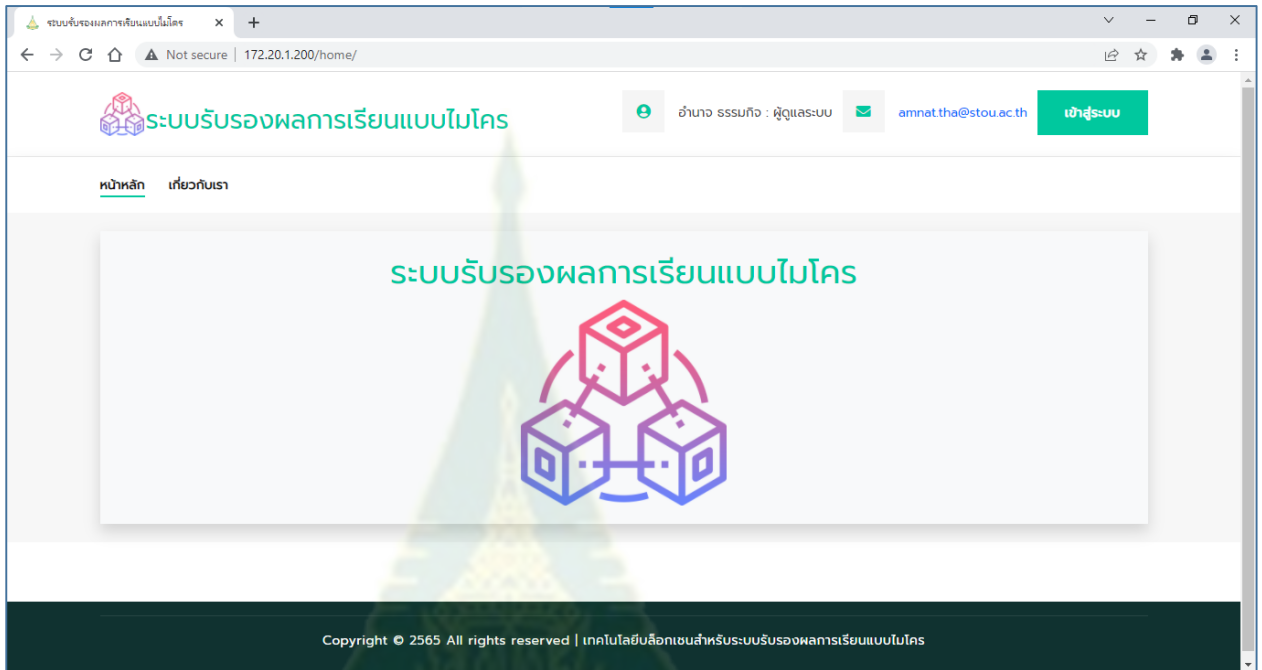 ระบบรับรองผลการเรียนแบบไมโคร
Not secure | 172.20.1.200/home/
ระบบรับรองผลการเรียนแบบไมโคร
อำนาจ ธรรมกิจ : ผู้ดูแลระบบ
amnat.tha@stou.ac.th
เข้าสู่ระบบ
หน้าหลัก เกี่ยวกับเรา
ระบบรับรองผลการเรียนแบบไมโคร
Copyright © 2565 All rights reserved | เทคโนโลยีบล็อกเชนสำหรับระบบรับรองผลการเรียนแบบไมโคร